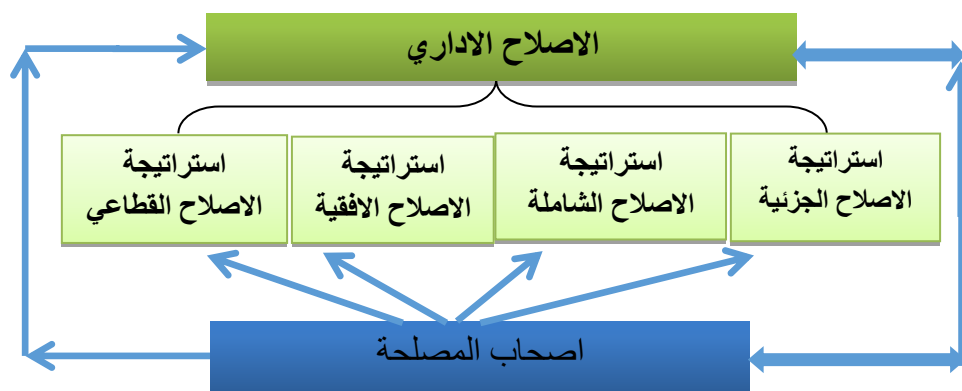 الاصلاح الاداري
استراتيجة
الاصلاح الجزئية
استراتيجة
الاصلاح الشاملة
استراتيجة
الاصلاح الافقية
استراتيجة
الاصلاح القطاعي
اصحاب المصلحة